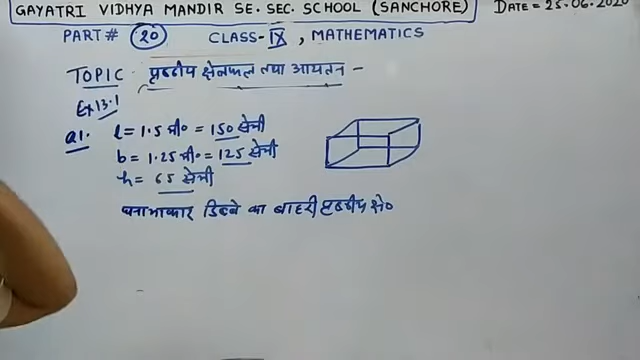 GAYATRI VIDHYA MANDIR SE. SEC. SCHOOL (SANCHORE) DATE = 25.06.2020
PART# 20 CLASS-IX, MATHEMATICS
TOPIC पृष्ठीय क्षेत्रफल तथा आयतन -
Ex 13.1
Q1. l = 1.5 मी० = 150 सेमी
b = 1.25 मी० = 125 सेमी
h = 65 सेमी
घनाभाकार डिब्बे का बाहरी पृष्ठीय क्षे०